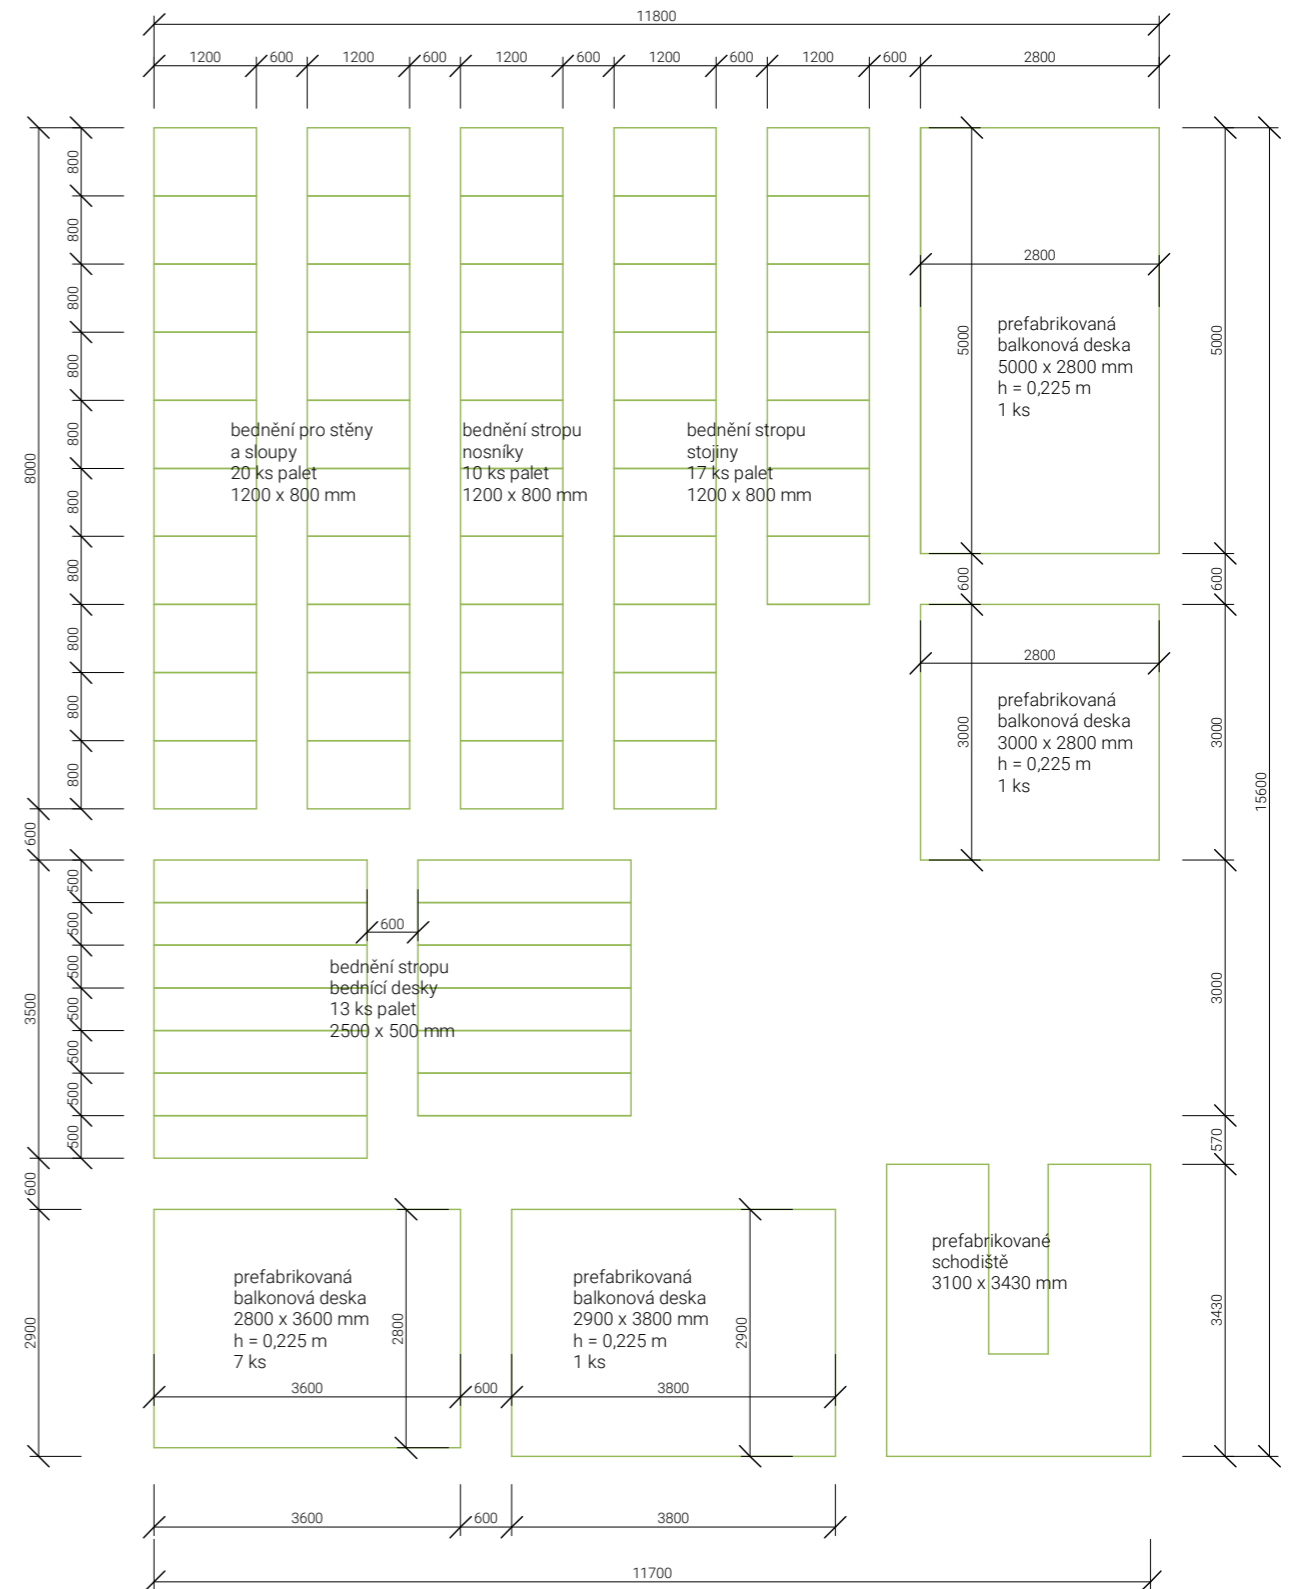 11800
1200 600 1200 600 1200 600 1200 600 1200 600 2800
800
800
800
800
800
800
800
800
800
800
8000
600
500
500
500
500
500
500
500
3500
600
2900
bednění pro stěny
a sloupy
20 ks palet
1200 x 800 mm
bednění stropu
nosníky
10 ks palet
1200 x 800 mm
bednění stropu
stojiny
17 ks palet
1200 x 800 mm
2800
5000
prefabrikovaná
balkonová deska
5000 x 2800 mm
h = 0,225 m
1 ks
600
2800
3000
prefabrikovaná
balkonová deska
3000 x 2800 mm
h = 0,225 m
1 ks
5000
600
3000
3000
570
3430
15600
600
bednění stropu
bednící desky
13 ks palet
2500 x 500 mm
prefabrikovaná
balkonová deska
2800 x 3600 mm
h = 0,225 m
7 ks
2800
3600
600
prefabrikovaná
balkonová deska
2900 x 3800 mm
h = 0,225 m
1 ks
2900
3800
prefabrikované
schodiště
3100 x 3430 mm
3600 600 3800
11700